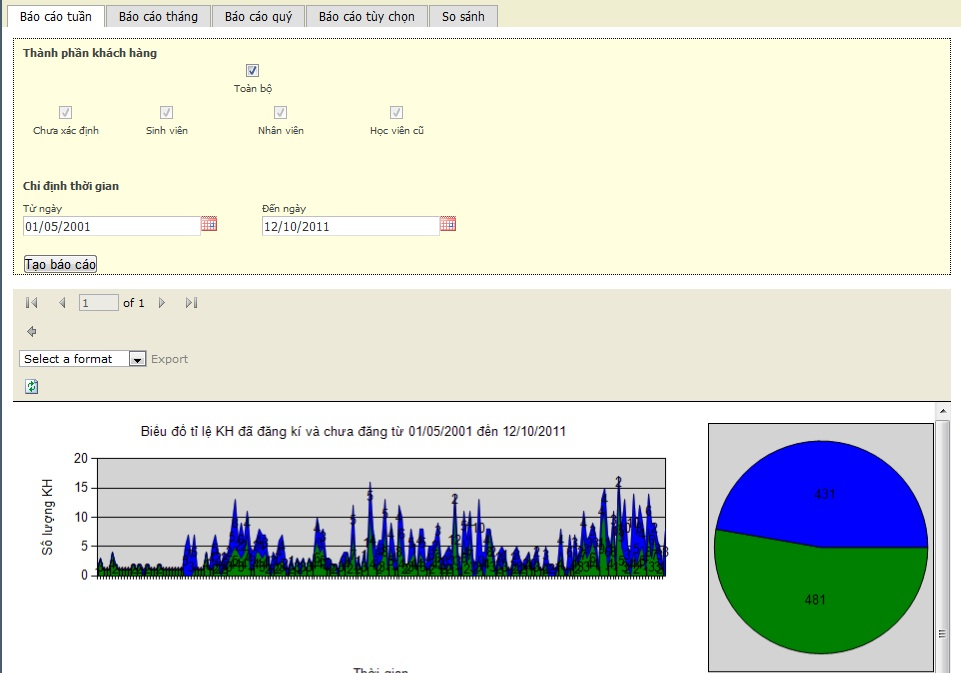 Báo cáo tuần Báo cáo tháng Báo cáo quý Báo cáo tùy chọn So sánh
Thành phần khách hàng
Toàn bộ
Chưa xác định Sinh viên Nhân viên Học viên cũ
Chỉ định thời gian
Từ ngày Đến ngày
01/05/2001 12/10/2011
Tạo báo cáo
1 of 1
Select a format Export
Biểu đồ tỉ lệ KH đã đăng kí và chưa đăng từ 01/05/2001 đến 12/10/2011
Số lượng KH
20
15
10
5
0
431
481